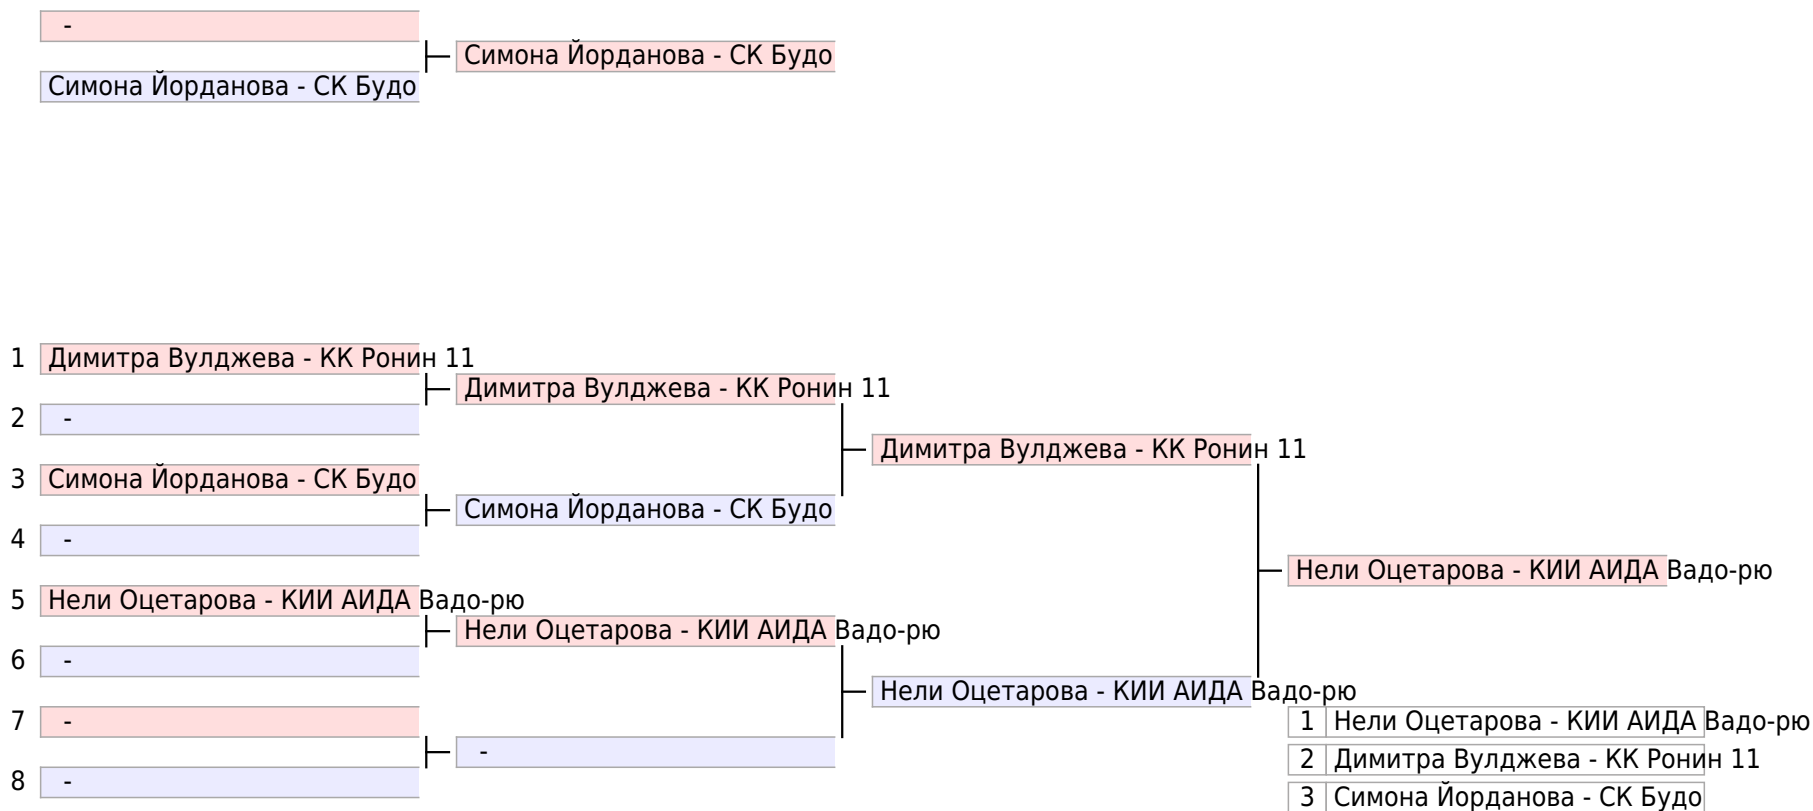 -
Симона Йорданова - СК Будо
Симона Йорданова - СК Будо
1 Димитра Вулджева - КК Ронин 11
Димитра Вулджева - КК Ронин 11
2 -
Димитра Вулджева - КК Ронин 11
3 Симона Йорданова - СК Будо
Симона Йорданова - СК Будо
4 -
Нели Оцетарова - КИИ АИДА Вадо-рю
5 Нели Оцетарова - КИИ АИДА Вадо-рю
Нели Оцетарова - КИИ АИДА Вадо-рю
6 -
Нели Оцетарова - КИИ АИДА Вадо-рю
7 -
-
8 -
1 Нели Оцетарова - КИИ АИДА Вадо-рю
2 Димитра Вулджева - КК Ронин 11
3 Симона Йорданова - СК Будо